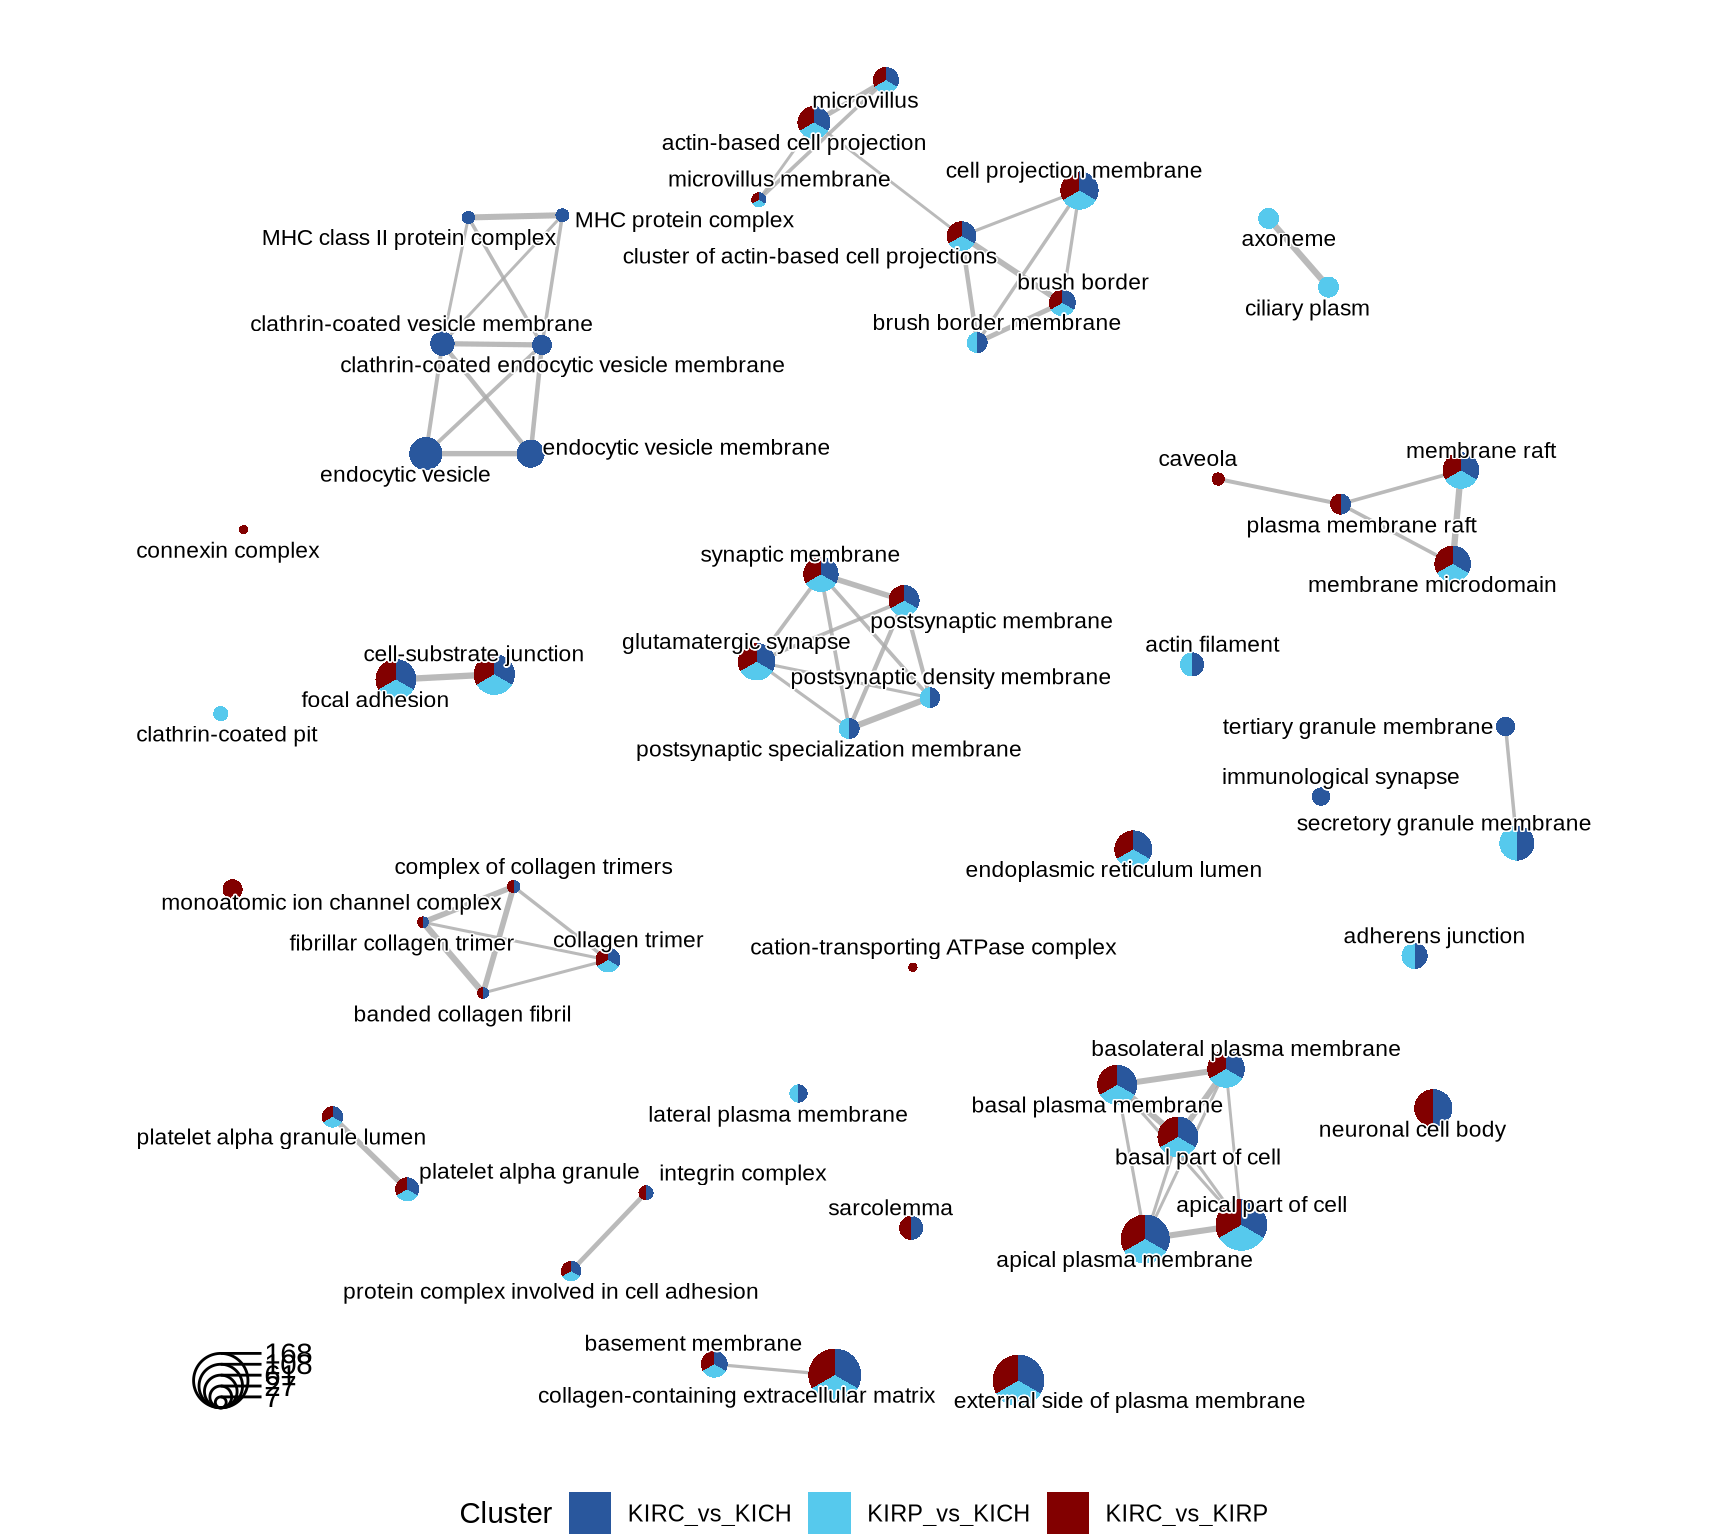 microvillus
actin-based cell projection
cell projection membrane
microvillus membrane
MHC protein complex
MHC class II protein complex
axoneme
cluster of actin-based cell projections
brush border
ciliary plasm
clathrin-coated vesicle membrane
brush border membrane
clathrin-coated endocytic vesicle membrane
endocytic vesicle membrane
membrane raft
caveola
endocytic vesicle
plasma membrane raft
connexin complex
synaptic membrane
membrane microdomain
postsynaptic membrane
glutamatergic synapse
actin filament
cell-substrate junction
postsynaptic density membrane
focal adhesion
tertiary granule membrane
clathrin-coated pit
postsynaptic specialization membrane
immunological synapse
secretory granule membrane
complex of collagen trimers
endoplasmic reticulum lumen
monoatomic ion channel complex
adherens junction
fibrillar collagen trimer
collagen trimer
cation-transporting ATPase complex
banded collagen fibril
basolateral plasma membrane
basal plasma membrane
lateral plasma membrane
neuronal cell body
platelet alpha granule lumen
basal part of cell
platelet alpha granule
integrin complex
apical part of cell
sarcolemma
apical plasma membrane
protein complex involved in cell adhesion
basement membrane
168
108
61
27
7
collagen-containing extracellular matrix
external side of plasma membrane
Cluster KIRC_vs_KICH KIRP_vs_KICH KIRC_vs_KIRP